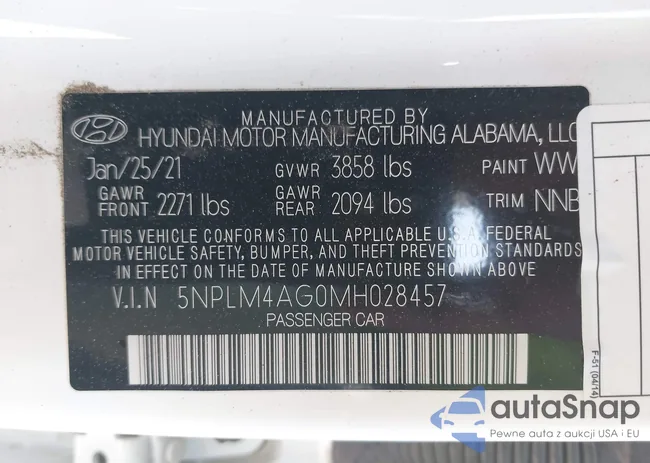 MANUFACTURED BY
HYUNDAI MOTOR MANUFACTURING ALABAMA, LLC
Jan/25/21 GVWR 3858 lbs PAINT WW
GAWR FRONT 2271 lbs GAWR REAR 2094 lbs TRIM NNB
THIS VEHICLE CONFORMS TO ALL APPLICABLE U.S.A. FEDERAL
MOTOR VEHICLE SAFETY, BUMPER, AND THEFT PREVENTION STANDARDS
IN EFFECT ON THE DATE OF MANUFACTURE SHOWN ABOVE.
V.I.N 5NPLM4AG0MH028457
PASSENGER CAR
F-51 (04/14)
autaSnap
Pewne auta z aukcji USA i EU